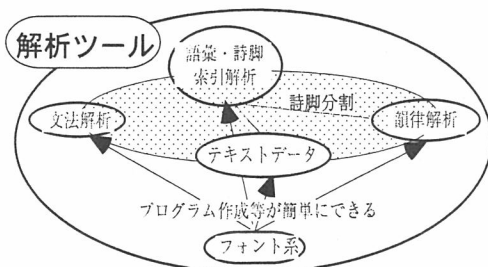 解析ツール
語彙・詩脚
索引解析
詩脚分割
文法解析
韻律解析
テキストデータ
プログラム作成等が簡単にできる
フォント系